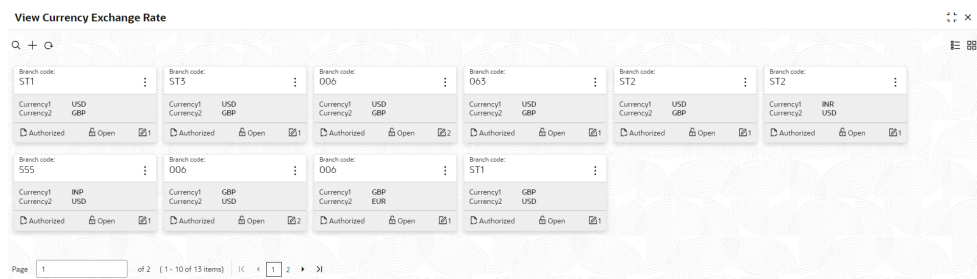 View Currency Exchange Rate
Branch code: Branch code: Branch code: Branch code: Branch code: Branch code:
ST1 ST3 006 063 ST2 ST2
Currency1 USD Currency1 USD Currency1 USD Currency1 USD Currency1 USD Currency1 INR
Currency2 GBP Currency2 GBP Currency2 GBP Currency2 GBP Currency2 GBP Currency2 USD
Authorized Open 1 Authorized Open 1 Authorized Open 2 Authorized Open 1 Authorized Open 1 Authorized Open 1
Branch code: Branch code: Branch code: Branch code:
555 006 006 ST1
Currency1 INP Currency1 GBP Currency1 GBP Currency1 GBP
Currency2 USD Currency2 USD Currency2 EUR Currency2 USD
Authorized Open 1 Authorized Open 2 Authorized Open 1 Authorized Open 1
Page 1 of 2 ( 1 - 10 of 13 items) 1 2